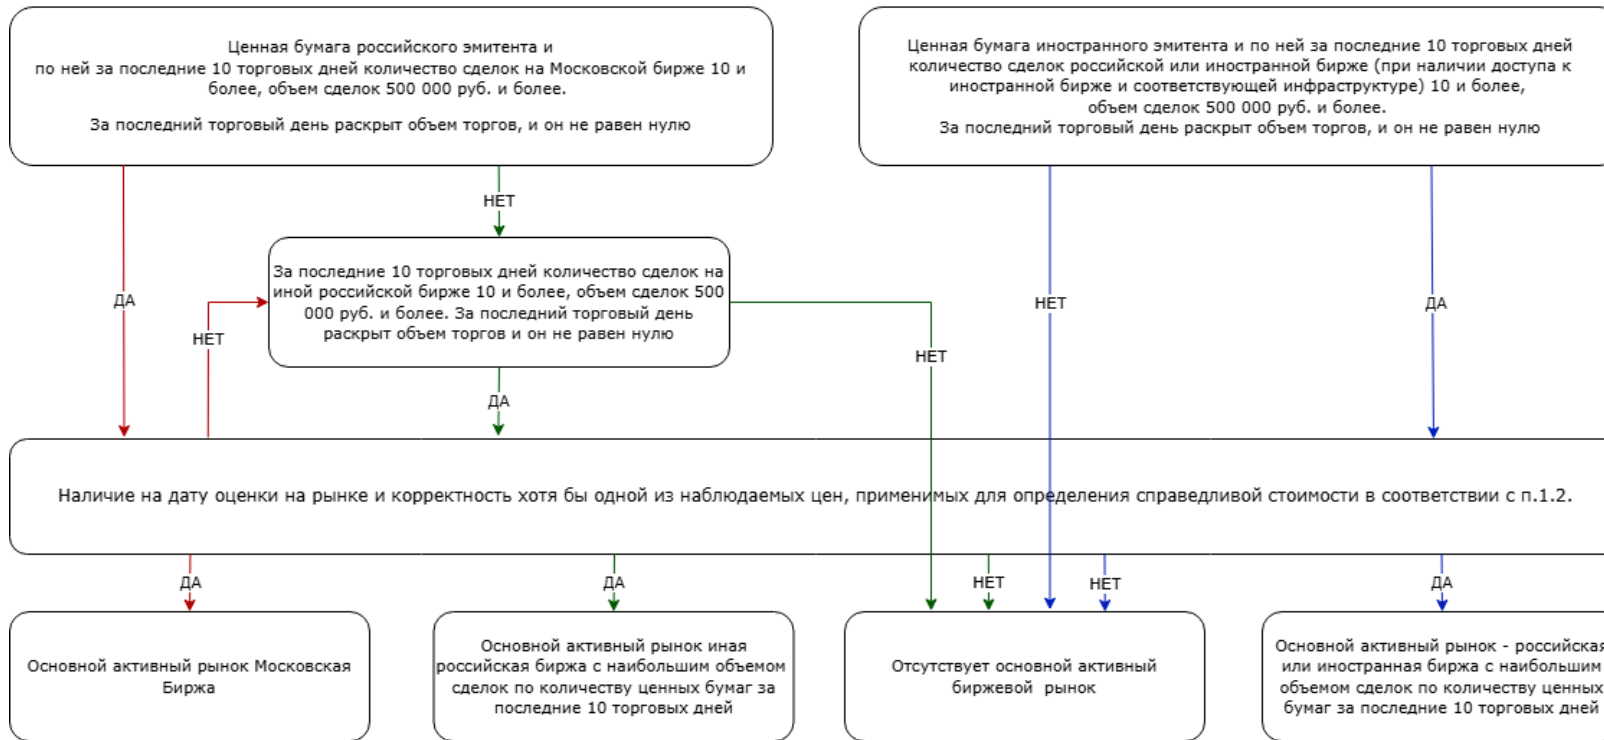 Ценная бумага российского эмитента и
по ней за последние 10 торговых дней количество сделок на Московской бирже 10 и
более, объем сделок 500 000 руб. и более.
За последний торговый день раскрыт объем торгов, и он не равен нулю
Ценная бумага иностранного эмитента и по ней за последние 10 торговых дней
количество сделок российской или иностранной бирже (при наличии доступа к
иностранной бирже и соответствующей инфраструктуре) 10 и более,
объем сделок 500 000 руб. и более.
За последний торговый день раскрыт объем торгов, и он не равен нулю
НЕТ
За последние 10 торговых дней количество сделок на
иной российской бирже 10 и более, объем сделок 500
000 руб. и более. За последний торговый день
раскрыт объем торгов и он не равен нулю
ДА
НЕТ
НЕТ
НЕТ
ДА
ДА
Наличие на дату оценки на рынке и корректность хотя бы одной из наблюдаемых цен, применимых для определения справедливой стоимости в соответствии с п.1.2.
ДА
ДА
НЕТ
НЕТ
ДА
Основной активный рынок Московская
Биржа
Основной активный рынок иная
российская биржа с наибольшим объемом
сделок по количеству ценных бумаг за
последние 10 торговых дней
Отсутствует основной активный
биржевой рынок
Основной активный рынок - российская
или иностранная биржа с наибольшим
объемом сделок по количеству ценных
бумаг за последние 10 торговых дней